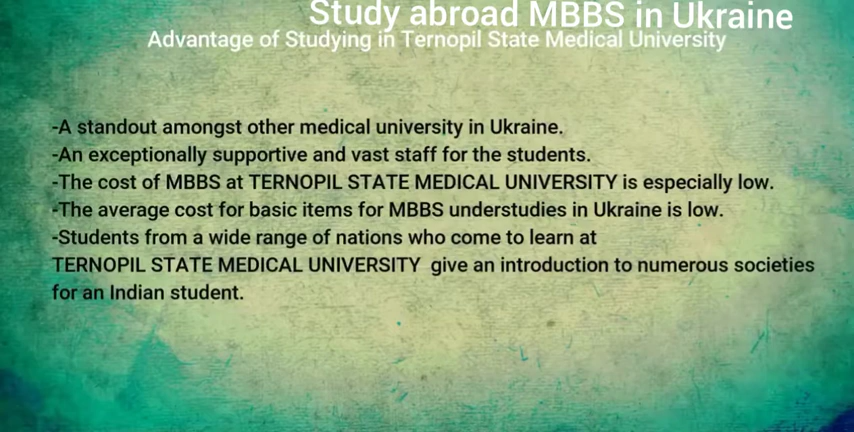 Study abroad MBBS in Ukraine
Advantage of Studying in Ternopil State Medical University
-A standout amongst other medical university in Ukraine.
-An exceptionally supportive and vast staff for the students.
-The cost of MBBS at TERNOPIL STATE MEDICAL UNIVERSITY is especially low.
-The average cost for basic items for MBBS understudies in Ukraine is low.
-Students from a wide range of nations who come to learn at
TERNOPIL STATE MEDICAL UNIVERSITY  give an introduction to numerous societies
for an Indian student.